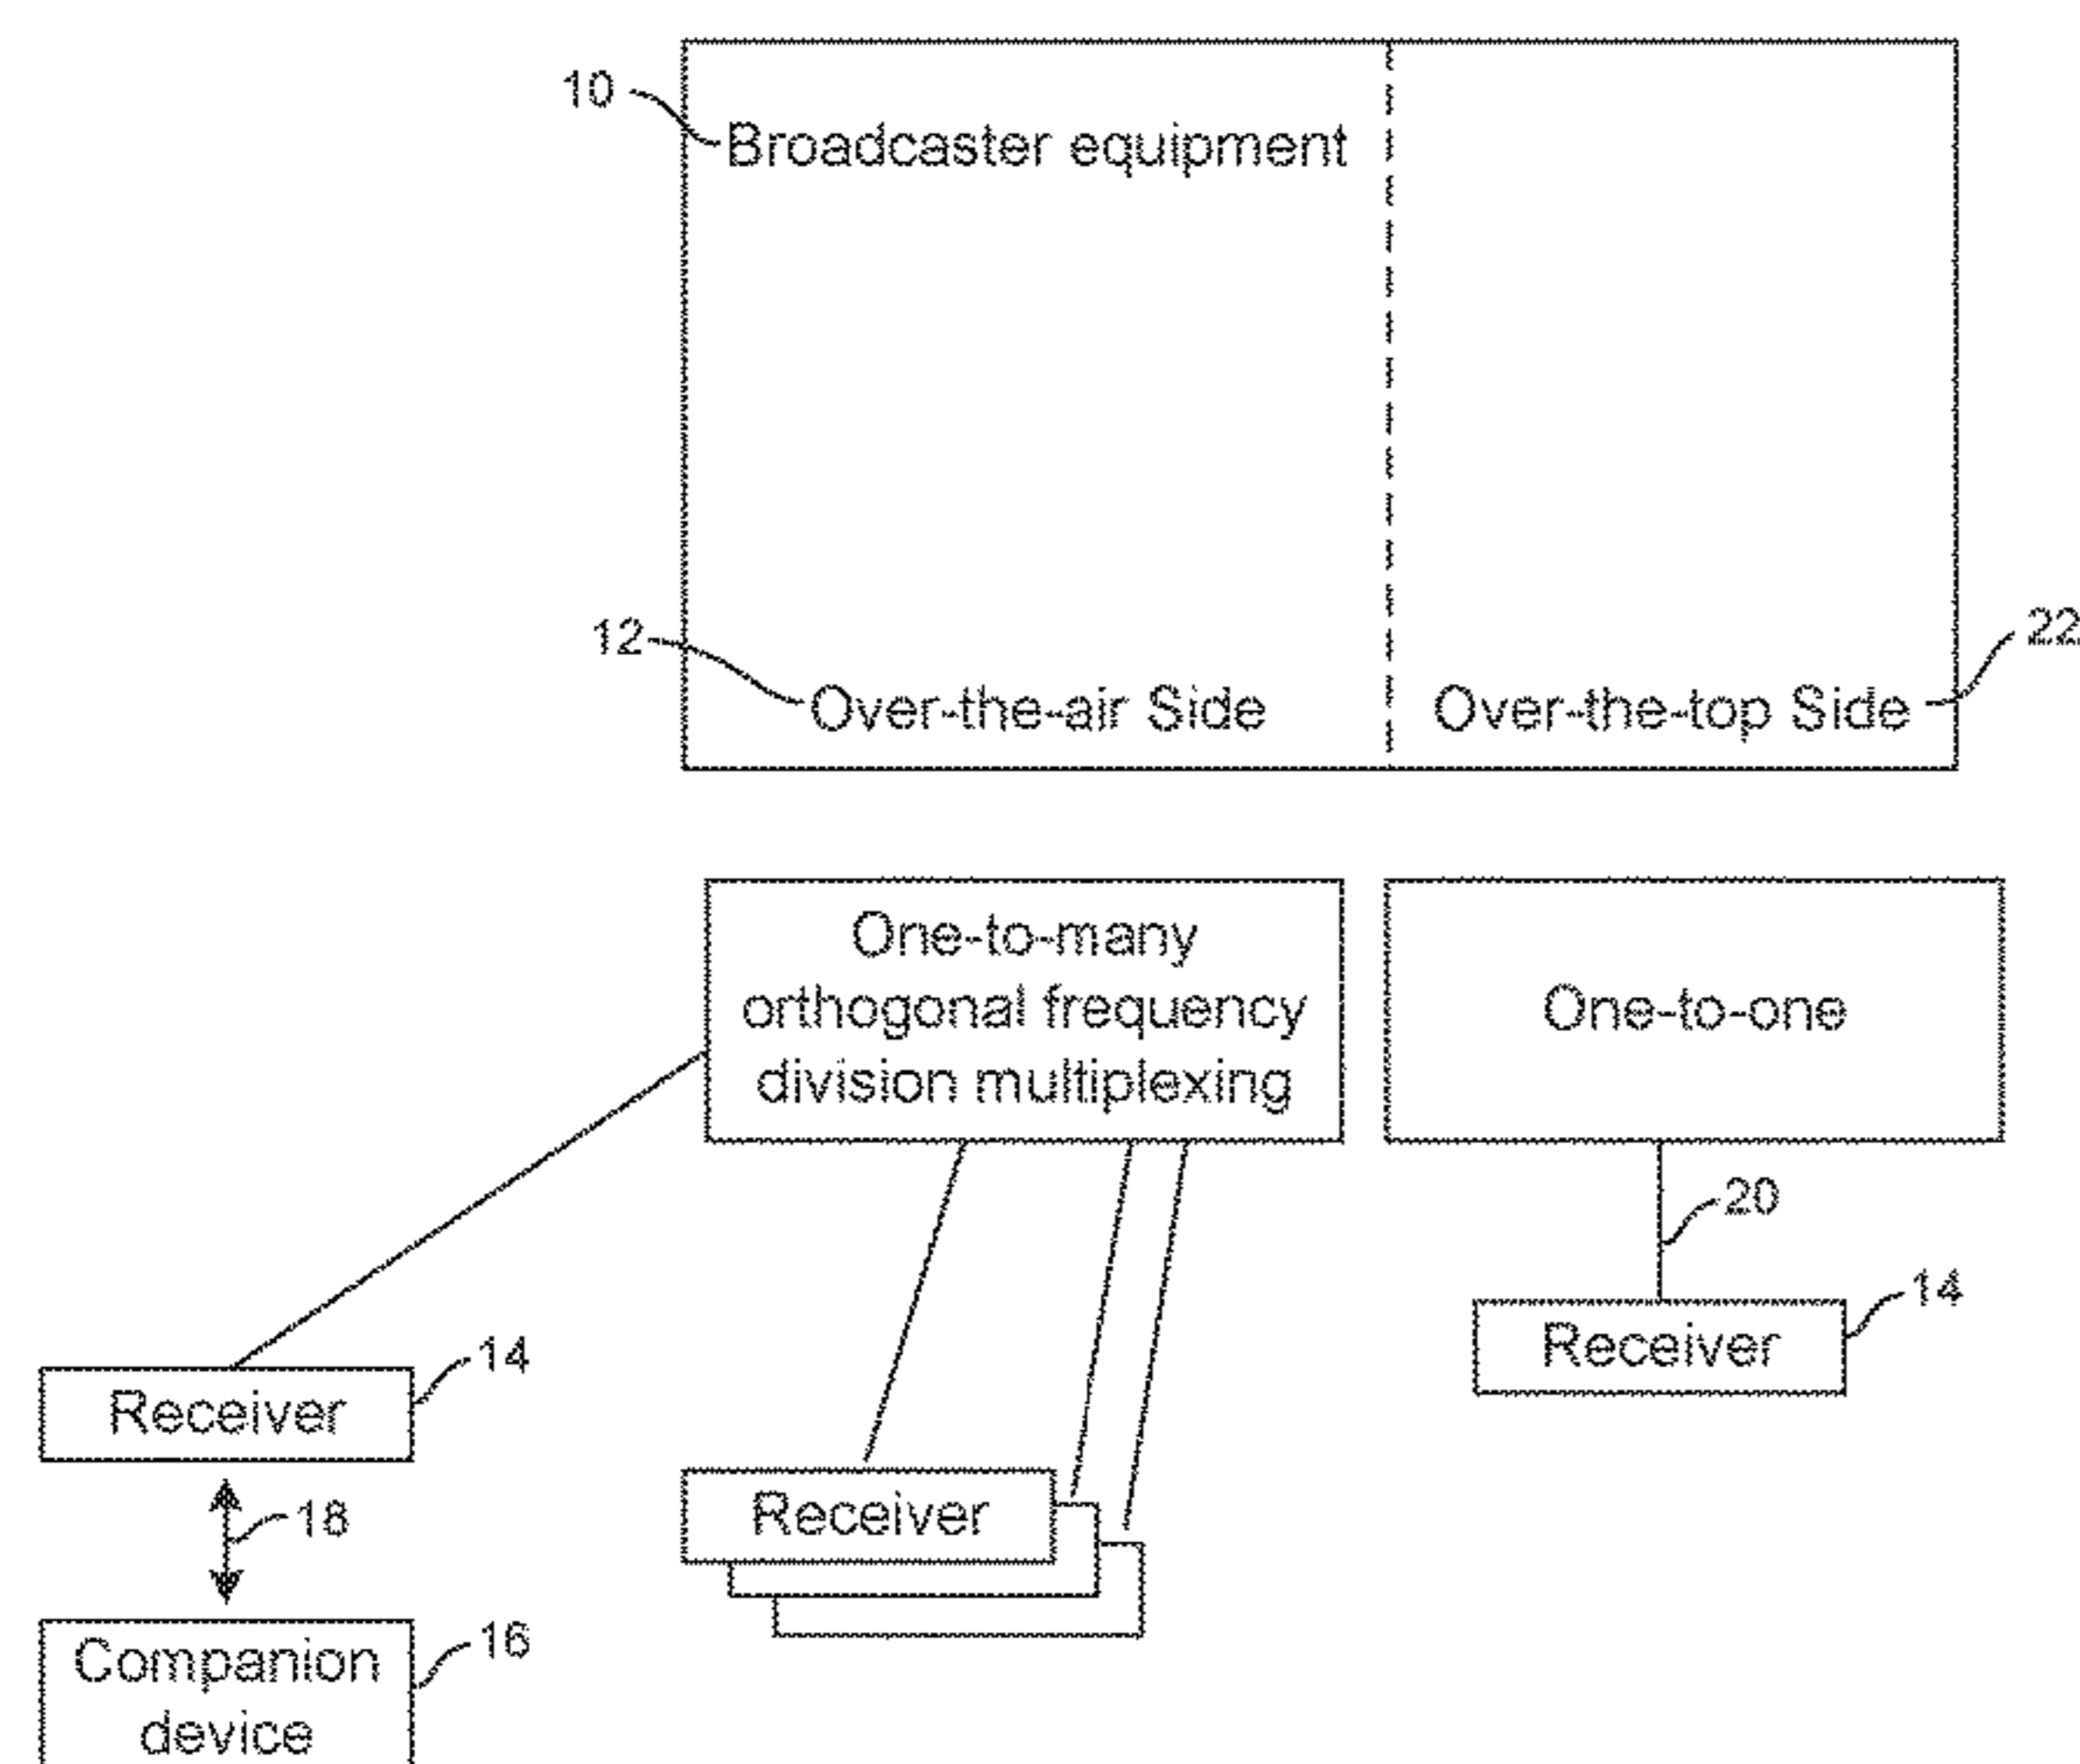 10
Broadcaster equipment
12
22
Over-the-air Side
Over-the-top Side
One-to-many
orthogonal frequency
division multiplexing
One-to-one
20
14
Receiver
14
Receiver
18
Receiver
16
Companion
device